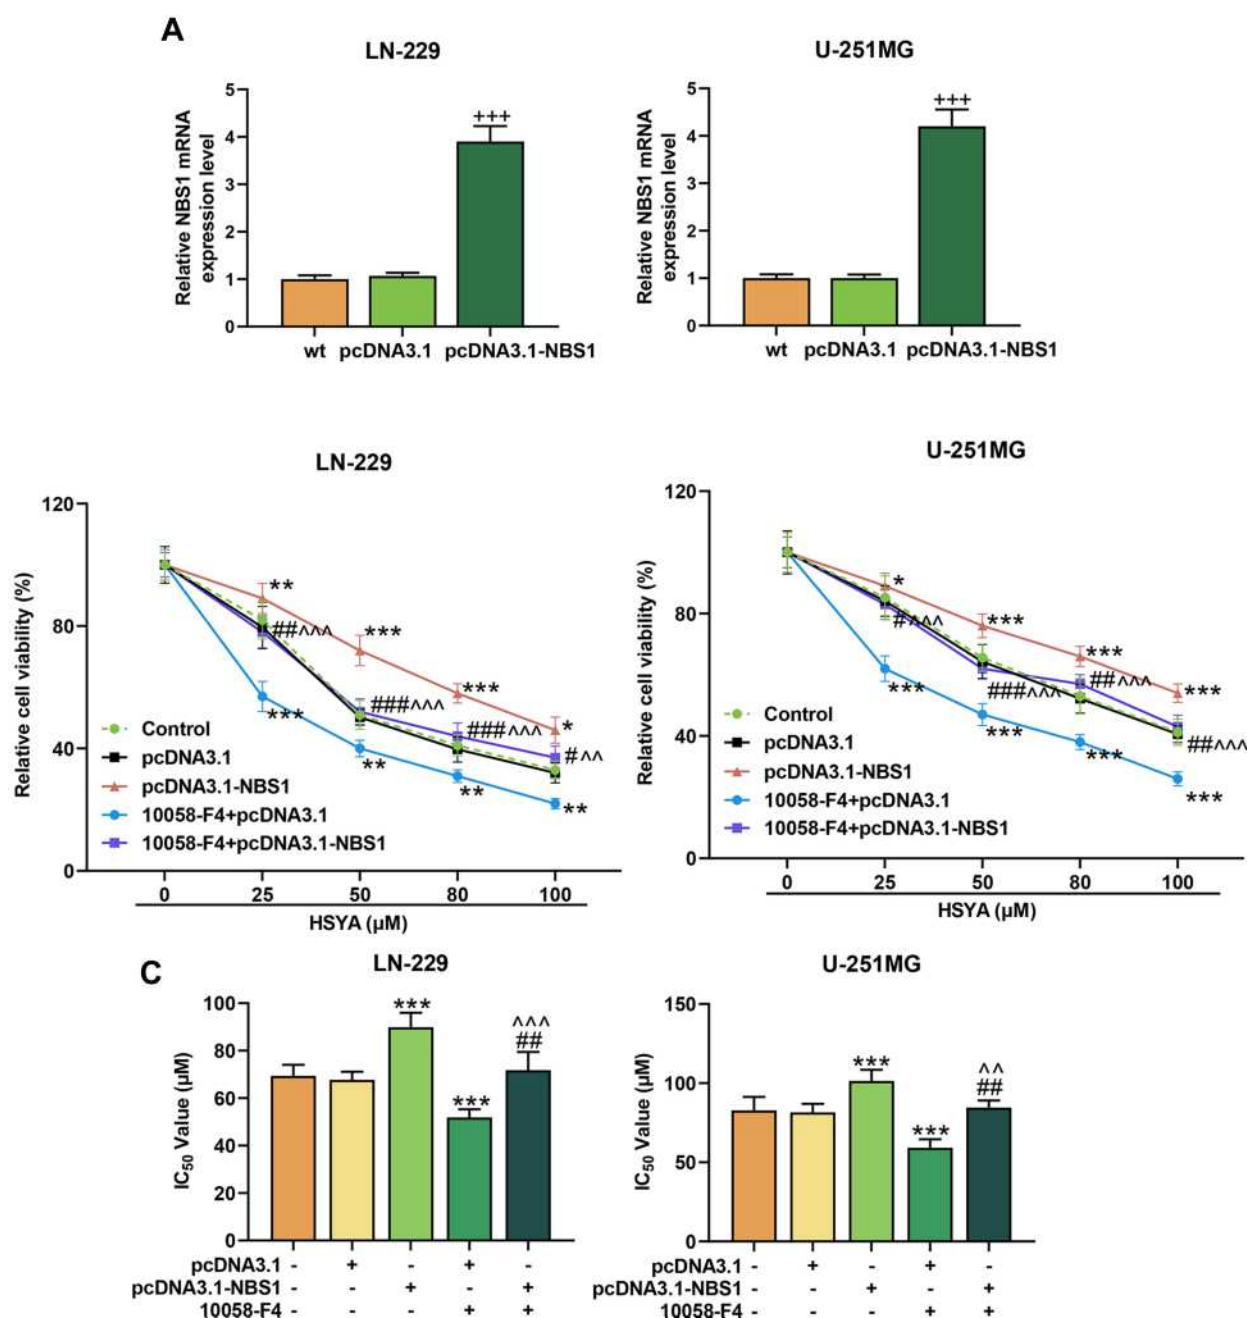 A
LN-229
U-251MG
Relative NBS1 mRNA
expression level
5
4
3
2
1
0
+++
wt pcDNA3.1 pcDNA3.1-NBS1
Relative NBS1 mRNA
expression level
5
4
3
2
1
0
+++
wt pcDNA3.1 pcDNA3.1-NBS1
LN-229
Relative cell viability (%)
120
80
40
0
**
##^^^
***
***
###^^^
**
***
###^^^
**
*
#^^
**
Control
pcDNA3.1
pcDNA3.1-NBS1
10058-F4+pcDNA3.1
10058-F4+pcDNA3.1-NBS1
0 25 50 80 100
HSYA (μM)
U-251MG
Relative cell viability (%)
120
80
40
0
*
#^^^
***
***
###^^^
***
***
##^^^
***
***
##^^^
***
Control
pcDNA3.1
pcDNA3.1-NBS1
10058-F4+pcDNA3.1
10058-F4+pcDNA3.1-NBS1
0 25 50 80 100
HSYA (μM)
C
LN-229
IC50 Value (μM)
100
80
60
40
20
0
***
***
^^^
##
pcDNA3.1 - + - + -
pcDNA3.1-NBS1 - - + - +
10058-F4 - - - + +
U-251MG
IC50 Value (μM)
150
100
50
0
***
***
^^
##
pcDNA3.1 - + - + -
pcDNA3.1-NBS1 - - + - +
10058-F4 - - - + +